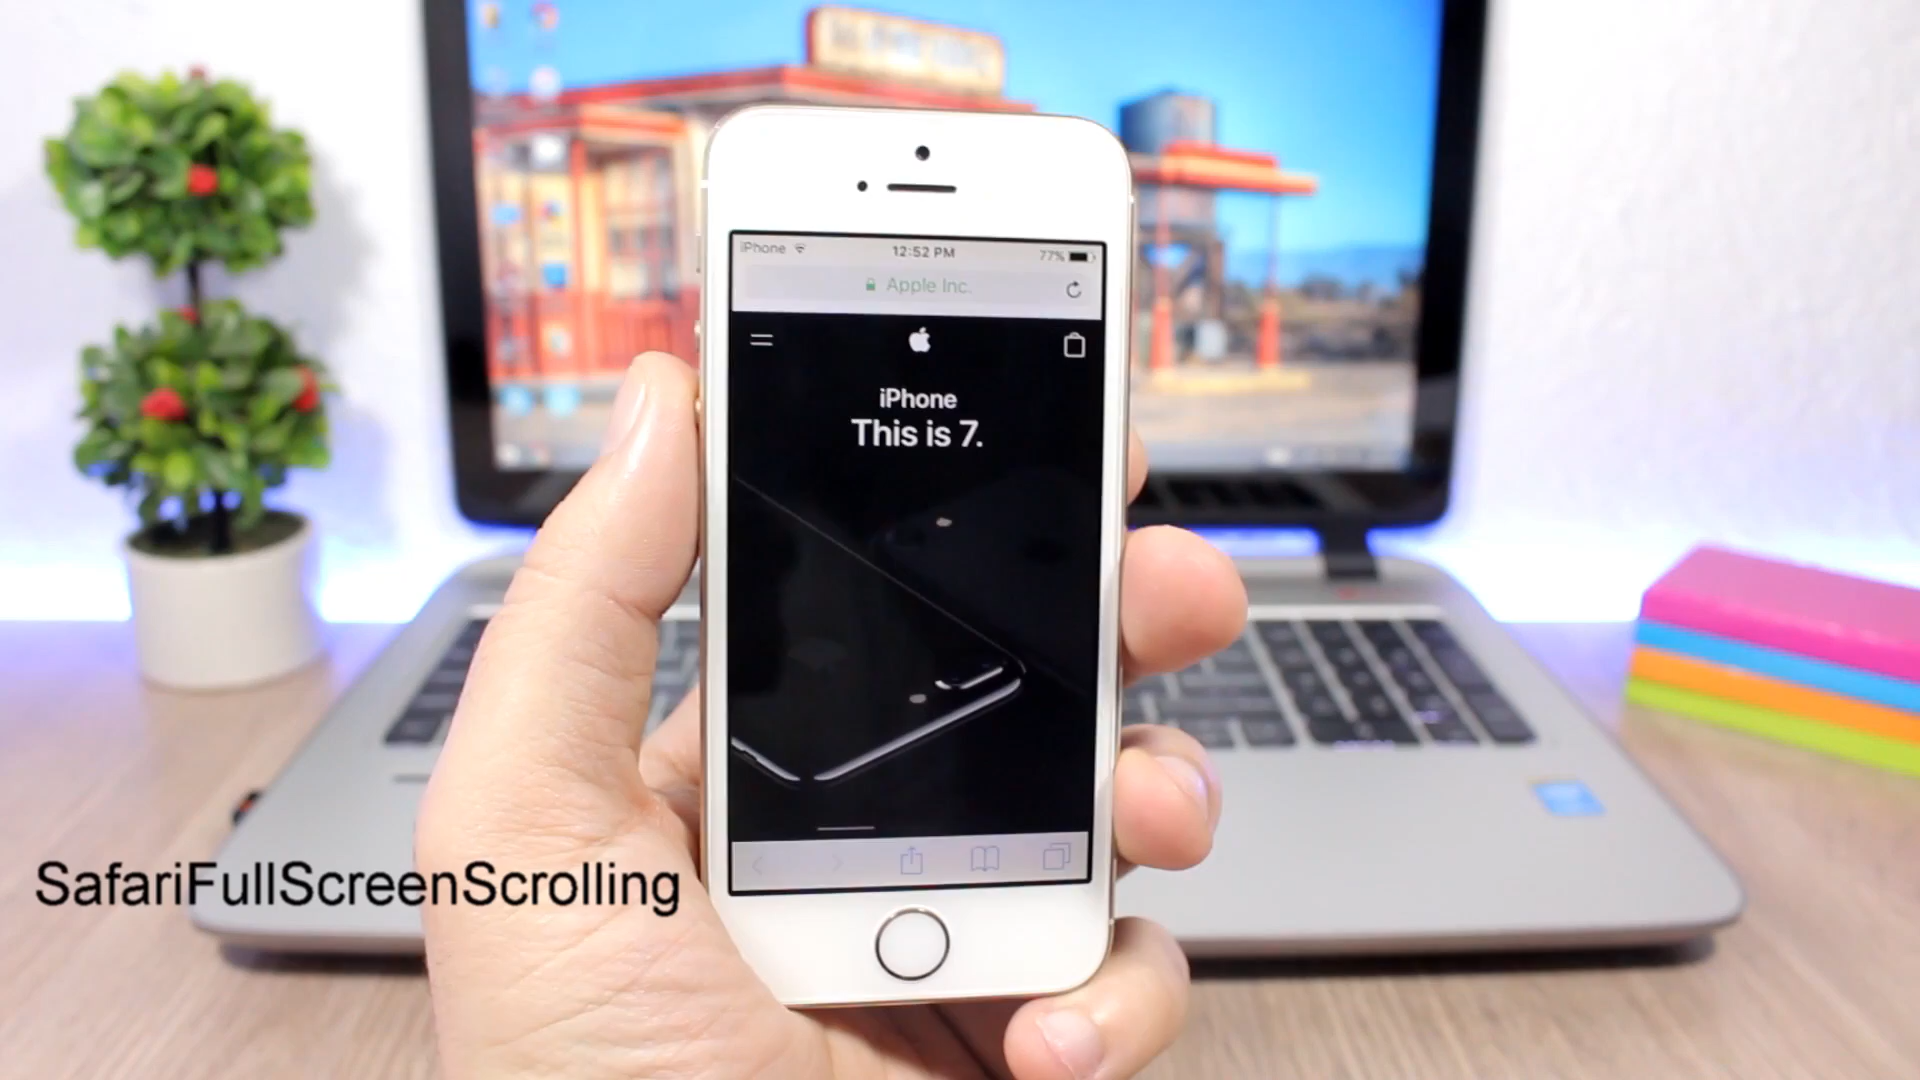 iPhone
12:52 PM
77%
Apple Inc.
iPhone
This is 7.
SafariFullScreenScrolling